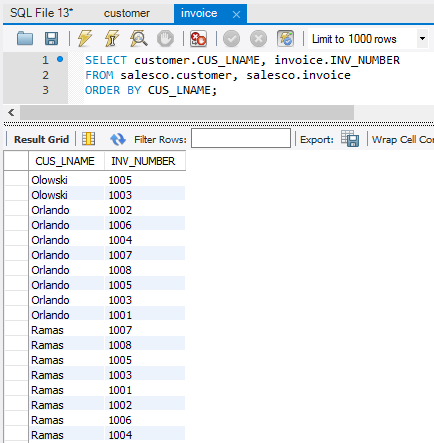 SQL File 13* customer invoice
Limit to 1000 rows
1 SELECT customer.CUS_LNAME, invoice.INV_NUMBER
2 FROM salesco.customer, salesco.invoice
3 ORDER BY CUS_LNAME;
Result Grid Filter Rows: Export: Wrap Cell Co
CUS_LNAME INV_NUMBER
Olowski 1005
Olowski 1003
Orlando 1002
Orlando 1006
Orlando 1004
Orlando 1007
Orlando 1008
Orlando 1005
Orlando 1003
Orlando 1001
Ramas 1007
Ramas 1008
Ramas 1005
Ramas 1003
Ramas 1001
Ramas 1002
Ramas 1006
Ramas 1004